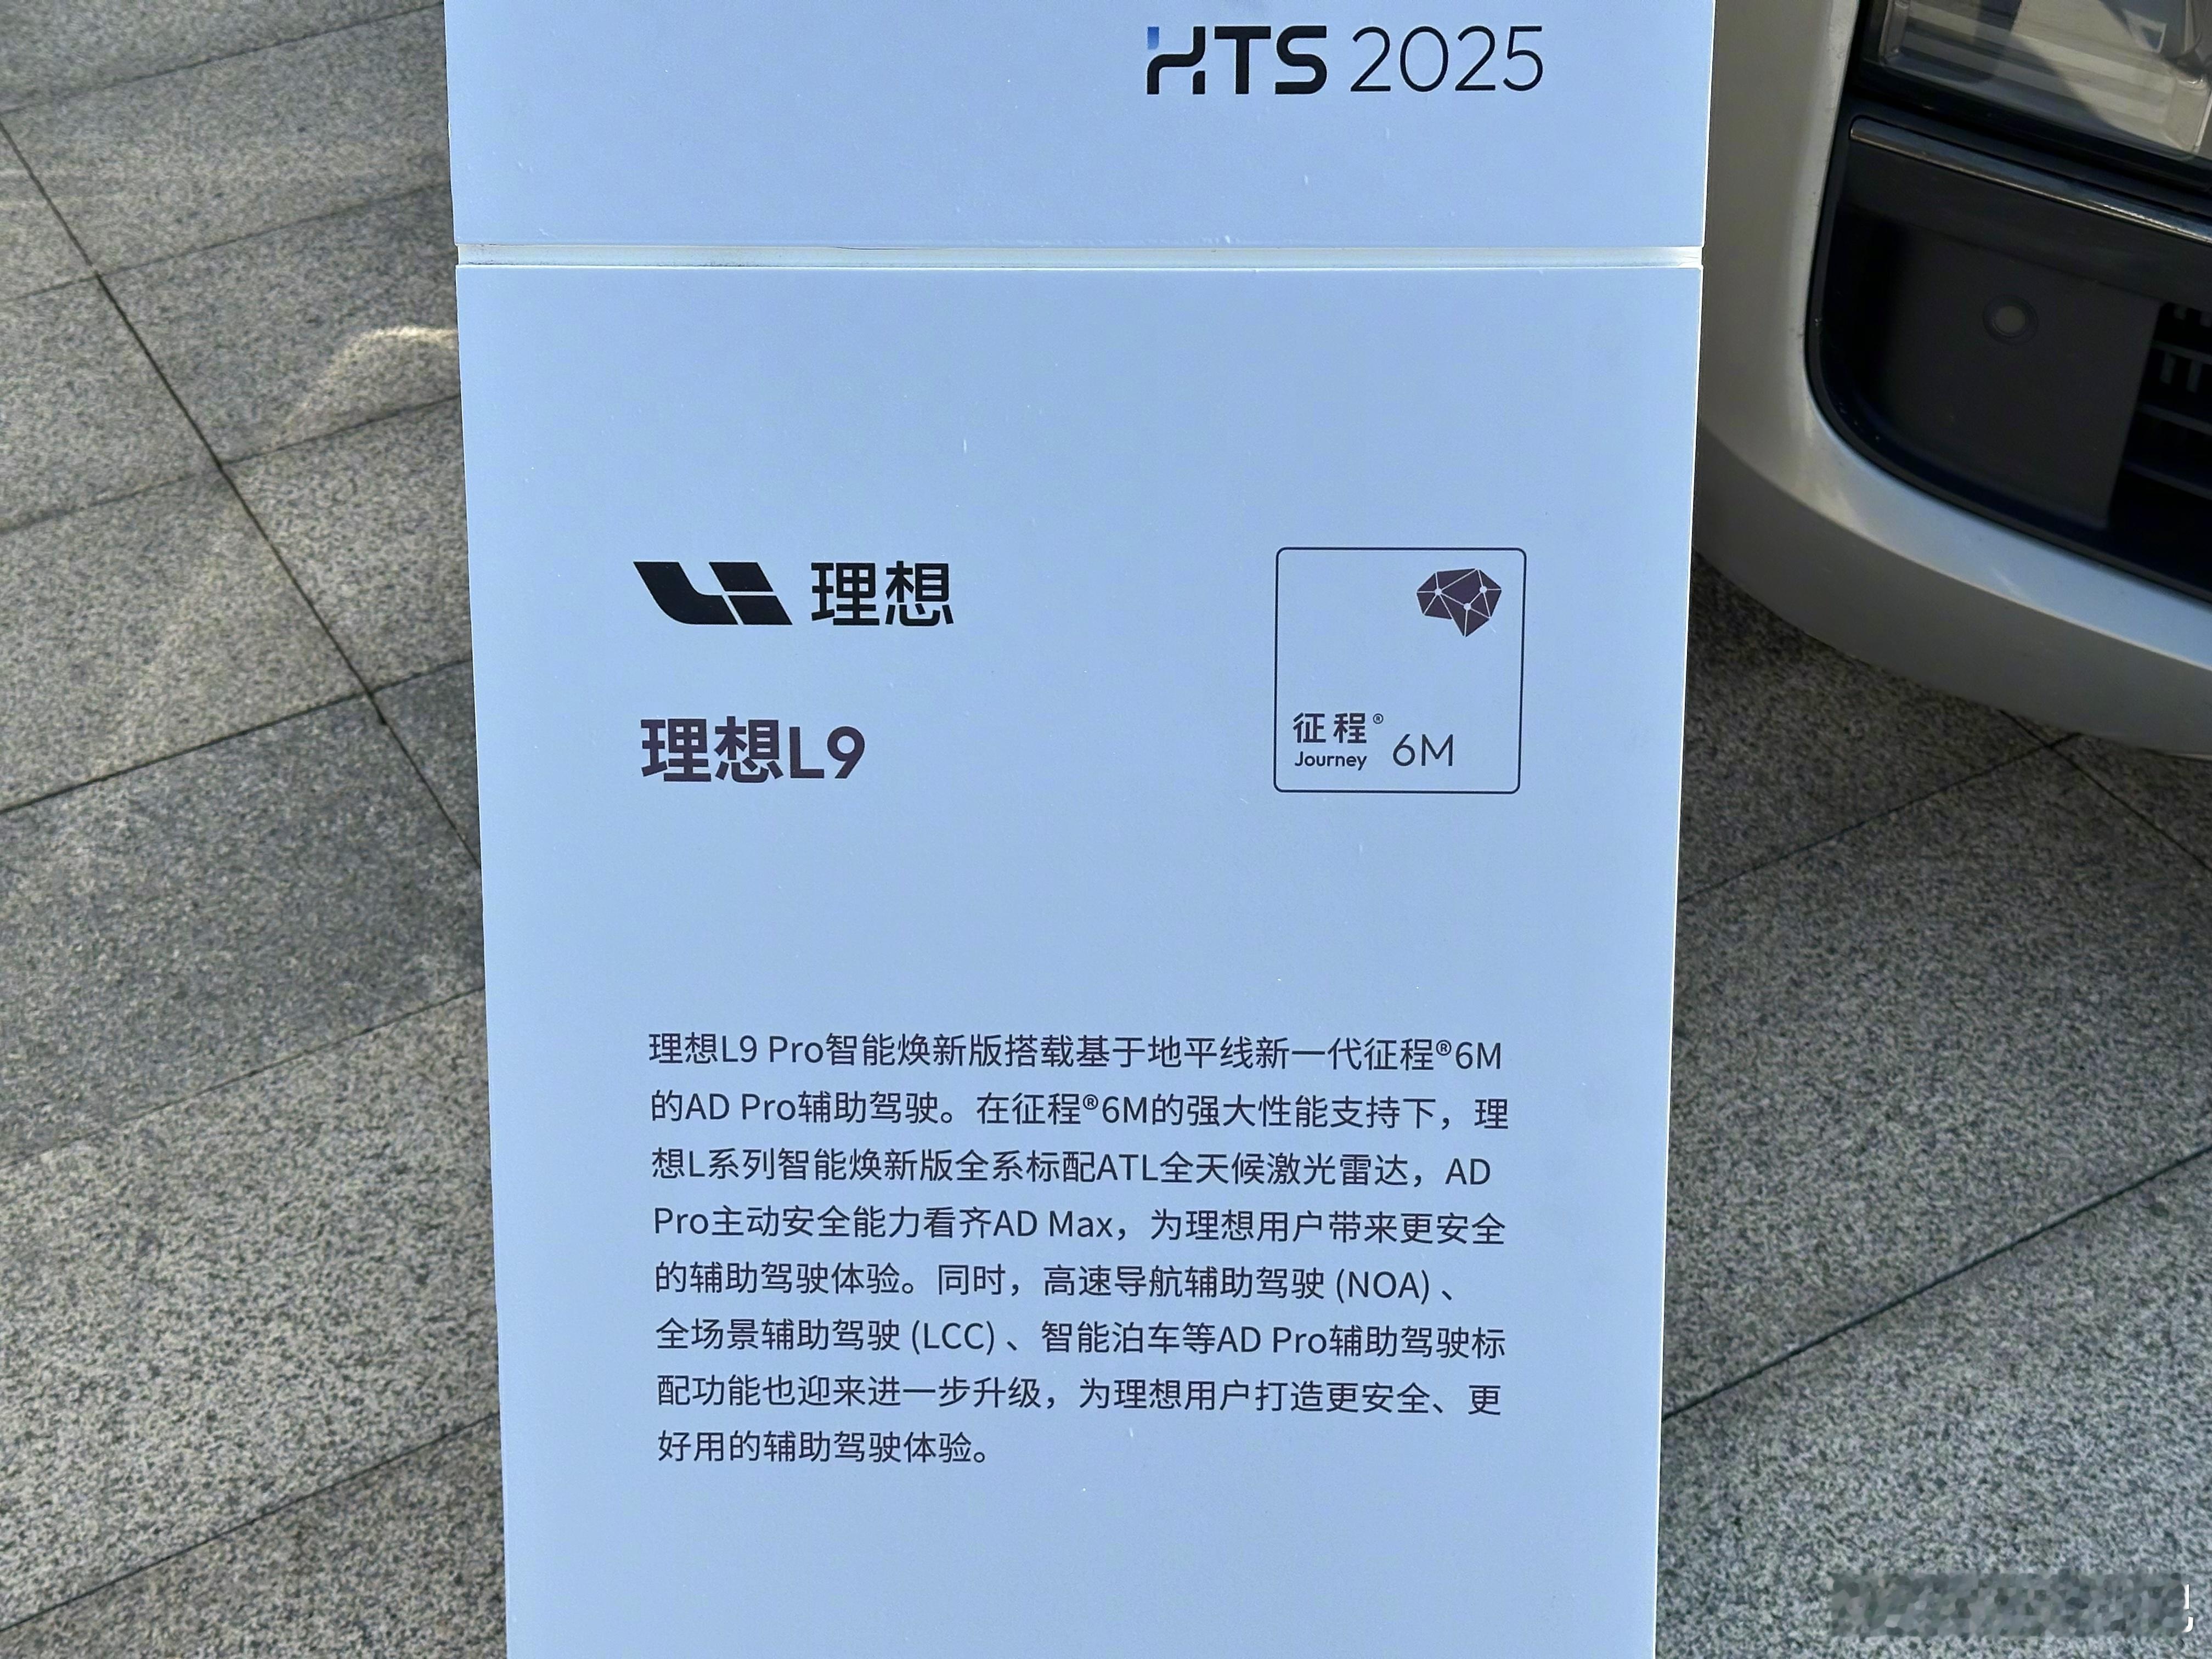 HTS 2025
理想
理想L9
征程®
Journey 6M
理想L9 Pro智能焕新版搭载基于地平线新一代征程®6M
的AD Pro辅助驾驶。在征程®6M的强大性能支持下，理
想L系列智能焕新版全系标配ATL全天候激光雷达，AD
Pro主动安全能力看齐AD Max，为理想用户带来更安全
的辅助驾驶体验。同时，高速导航辅助驾驶 (NOA) 、
全场景辅助驾驶 (LCC) 、智能泊车等AD Pro辅助驾驶标
配功能也迎来进一步升级，为理想用户打造更安全、更
好用的辅助驾驶体验。